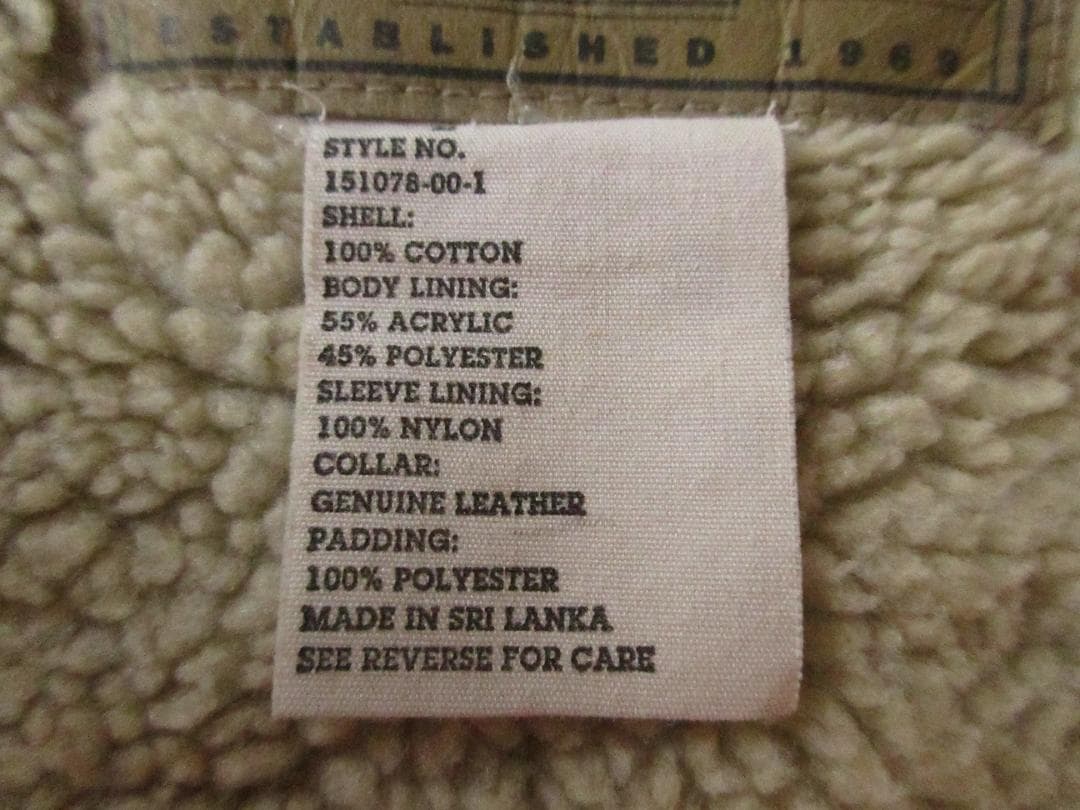 ESTABLISHED 1969
STYLE NO.
151078-00-1
SHELL:
100% COTTON
BODY LINING:
55% ACRYLIC
45% POLYESTER
SLEEVE LINING:
100% NYLON
COLLAR:
GENUINE LEATHER
PADDING:
100% POLYESTER
MADE IN SRI LANKA
SEE REVERSE FOR CARE